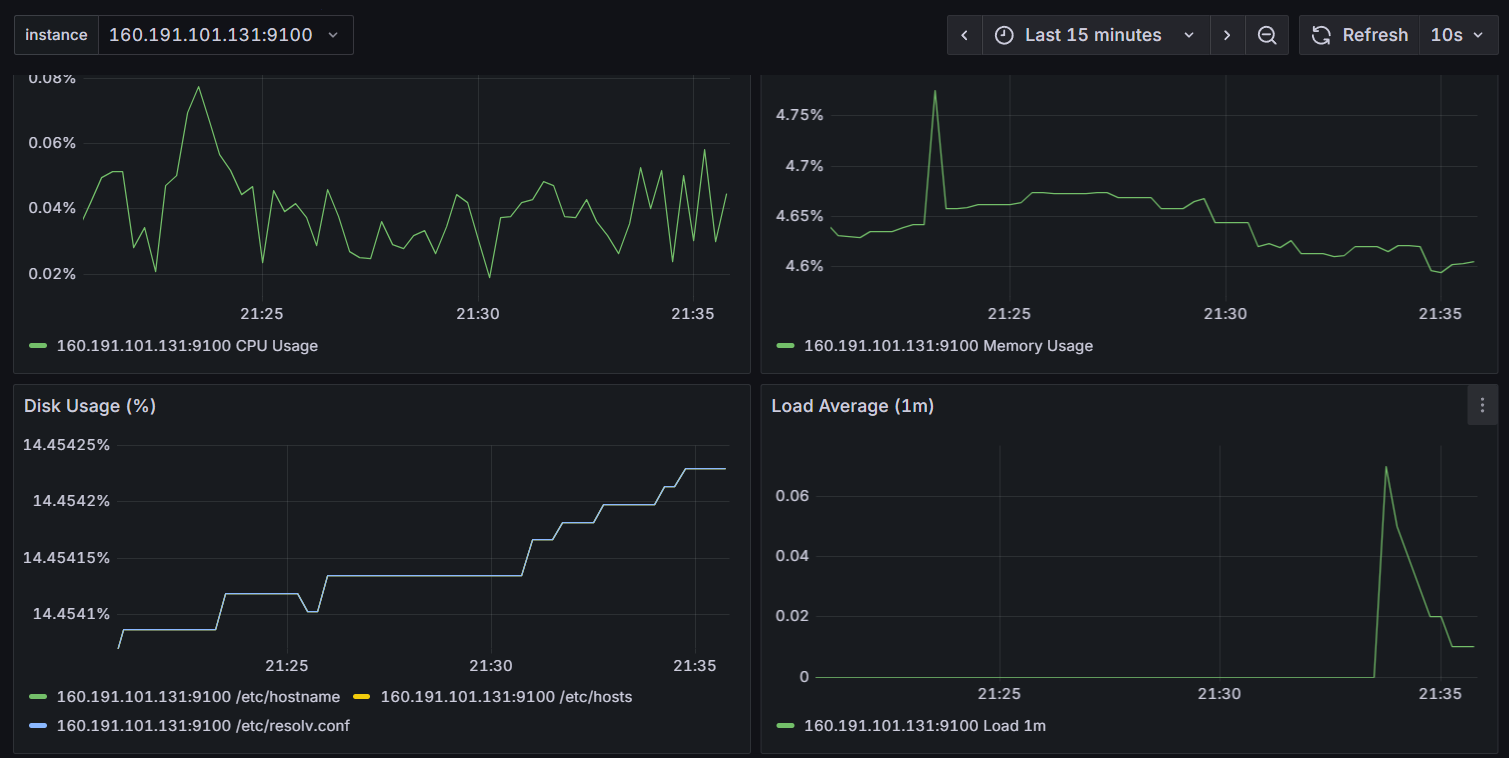 instance 160.191.101.131:9100 Last 15 minutes Refresh 10s
0.08%
0.06%
0.04%
0.02%
21:25 21:30 21:35
160.191.101.131:9100 CPU Usage
4.75%
4.7%
4.65%
4.6%
21:25 21:30 21:35
160.191.101.131:9100 Memory Usage
Disk Usage (%)
14.45425%
14.4542%
14.45415%
14.4541%
21:25 21:30 21:35
160.191.101.131:9100 /etc/hostname 160.191.101.131:9100 /etc/hosts
160.191.101.131:9100 /etc/resolv.conf
Load Average (1m)
0.06
0.04
0.02
0
21:25 21:30 21:35
160.191.101.131:9100 Load 1m